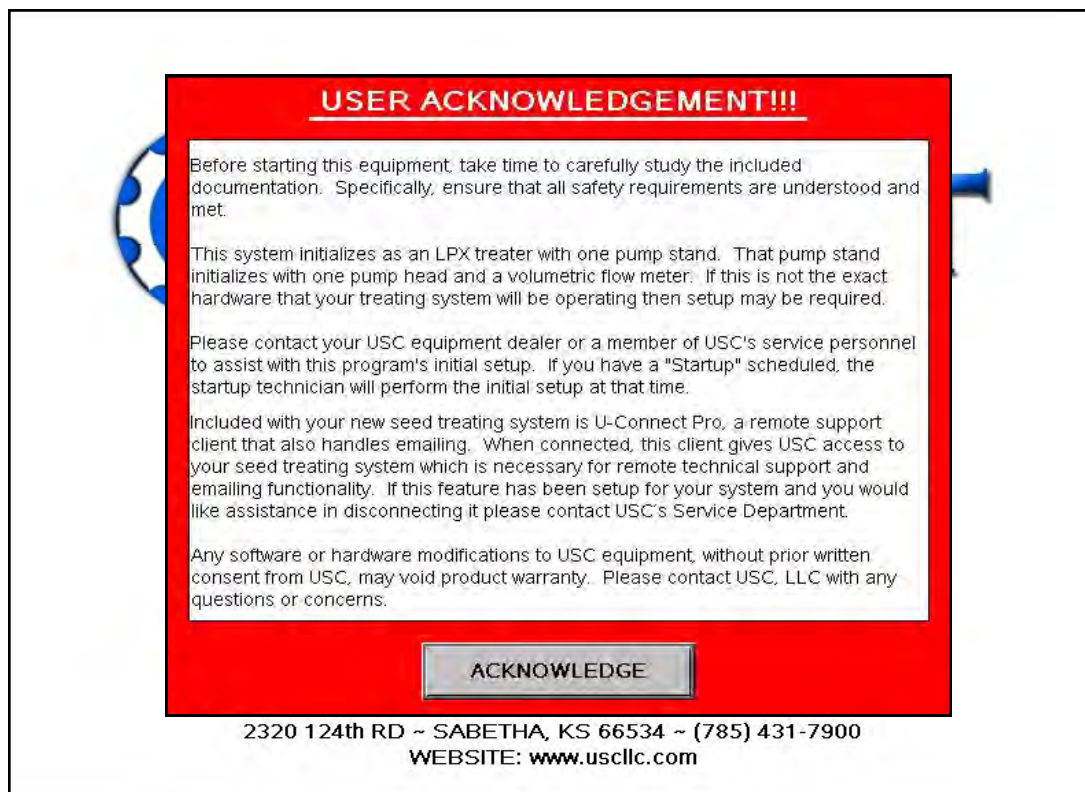 USER ACKNOWLEDGEMENT!!!
Before starting this equipment, take time to carefully study the included
documentation. Specifically, ensure that all safety requirements are understood and
met.
This system initializes as an LPX treater with one pump stand. That pump stand
initializes with one pump head and a volumetric flow meter. If this is not the exact
hardware that your treating system will be operating then setup may be required.
Please contact your USC equipment dealer or a member of USC's service personnel
to assist with this program's initial setup. If you have a "Startup" scheduled, the
startup technician will perform the initial setup at that time.
Included with your new seed treating system is U-Connect Pro, a remote support
client that also handles emailing. When connected, this client gives USC access to
your seed treating system which is necessary for remote technical support and
emailing functionality. If this feature has been setup for your system and you would
like assistance in disconnecting it please contact USC's Service Department.
Any software or hardware modifications to USC equipment, without prior written
consent from USC, may void product warranty. Please contact USC, LLC with any
questions or concerns.
ACKNOWLEDGE
2320 124th RD ~ SABETHA, KS 66534 ~ (785) 431-7900
WEBSITE: www.uscllc.com